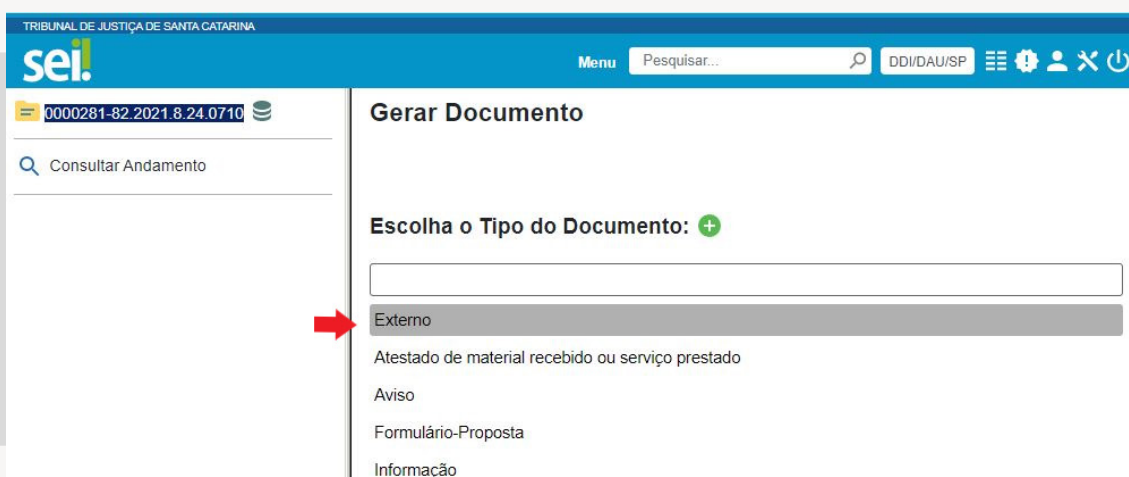 TRIBUNAL DE JUSTIÇA DE SANTA CATARINA
sei!
Menu Pesquisar... DDI/DAU/SP
0000281-82.2021.8.24.0710
Consultar Andamento
Gerar Documento
Escolha o Tipo do Documento:
Externo
Atestado de material recebido ou serviço prestado
Aviso
Formulário-Proposta
Informação